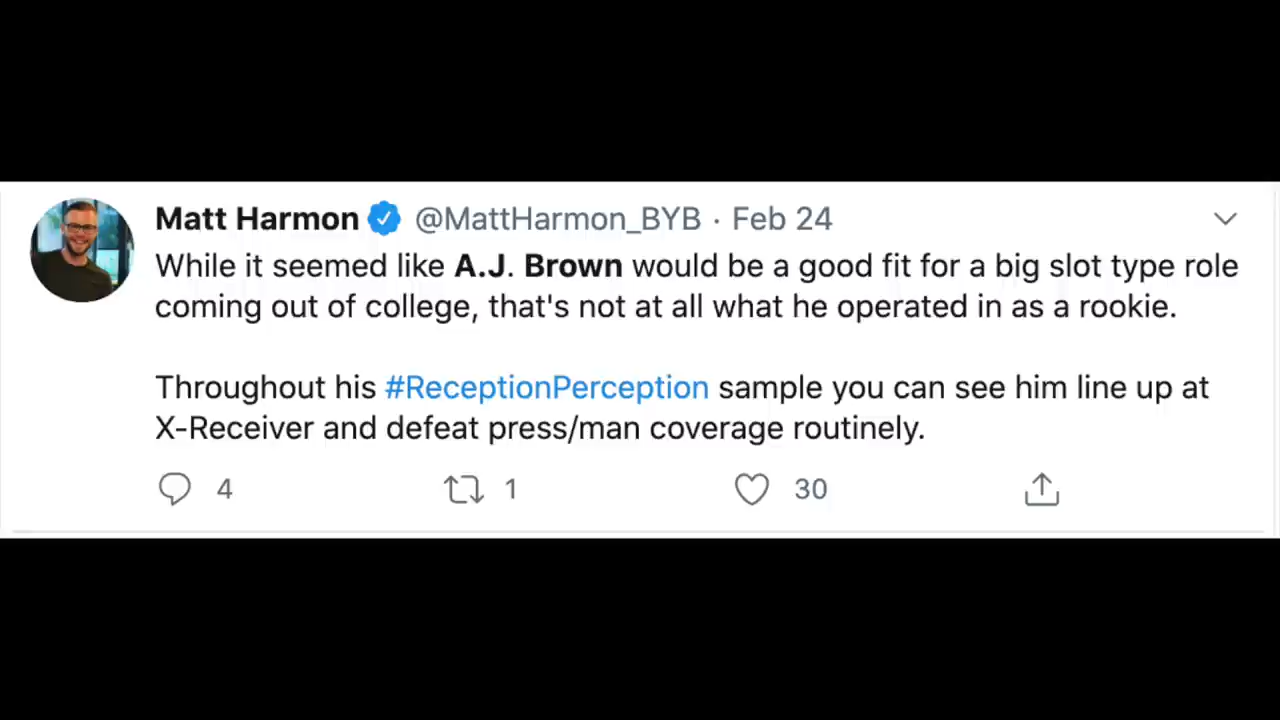 Matt Harmon @MattHarmon_BYB · Feb 24
While it seemed like A.J. Brown would be a good fit for a big slot type role
coming out of college, that's not at all what he operated in as a rookie.
Throughout his #ReceptionPerception sample you can see him line up at
X-Receiver and defeat press/man coverage routinely.
4 1 30